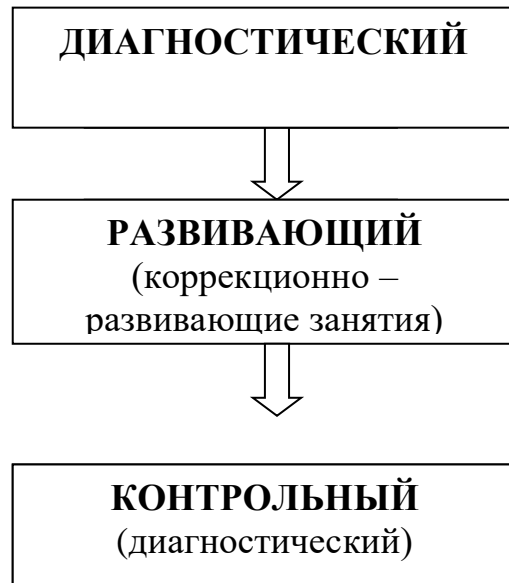 ДИАГНОСТИЧЕСКИЙ
РАЗВИВАЮЩИЙ
(коррекционно –
развивающие занятия)
КОНТРОЛЬНЫЙ
(диагностический)